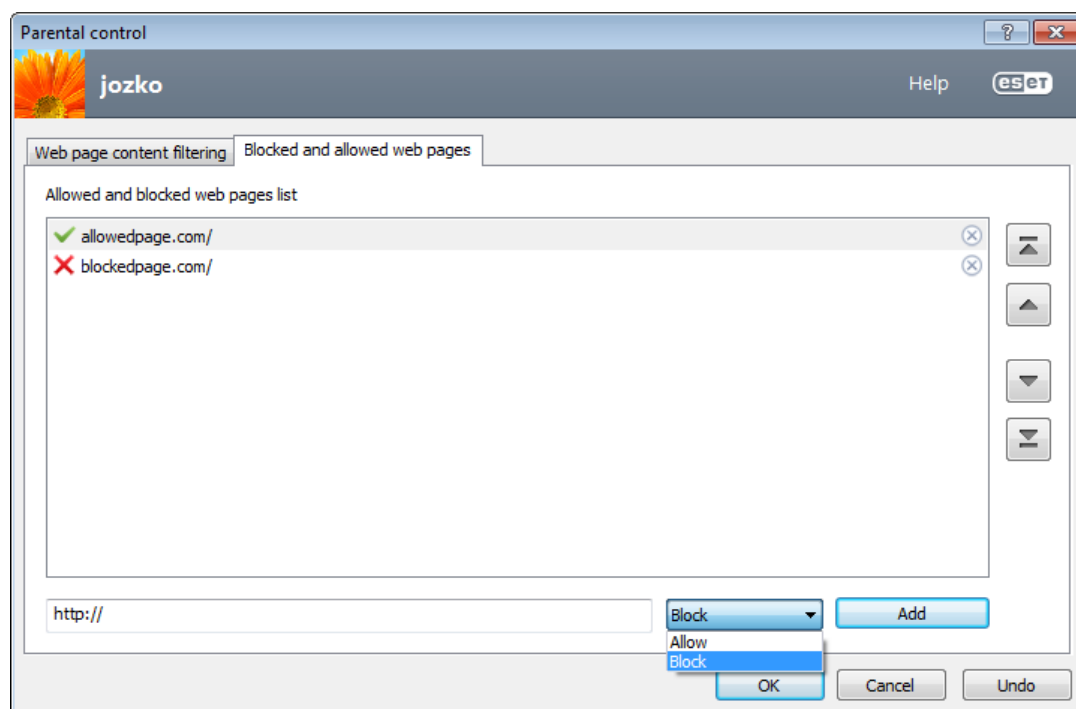 Parental control
?
jozko
Help
eset
Web page content filtering
Blocked and allowed web pages
Allowed and blocked web pages list
allowedpage.com/
blockedpage.com/
http://
Block
Add
Allow
Block
OK
Cancel
Undo